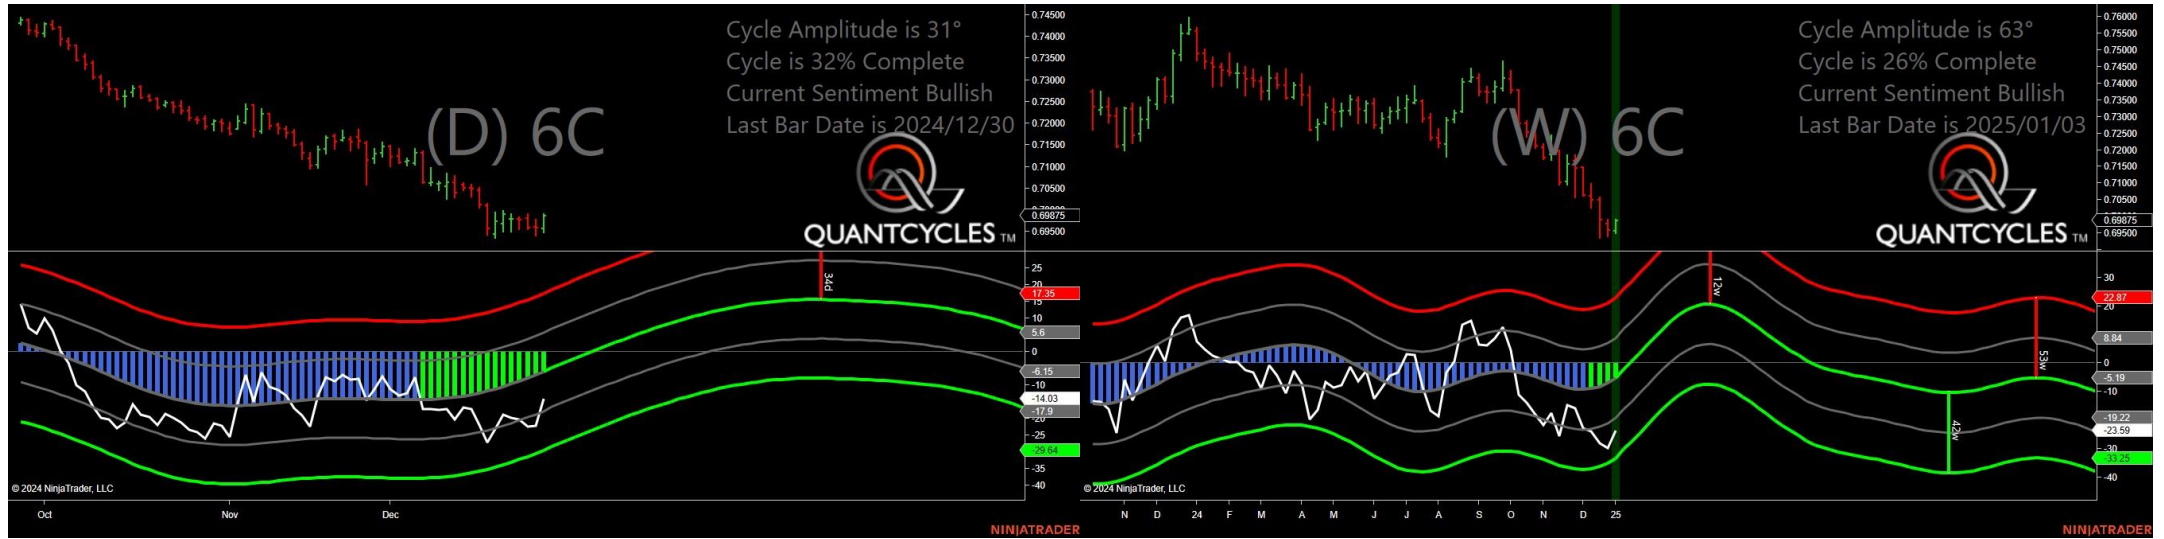 Cycle Amplitude is 31°
Cycle is 32% Complete
Current Sentiment Bullish
Last Bar Date is 2024/12/30
(D) 6C
QUANTCYCLES TM
0.74500
0.74000
0.73500
0.73000
0.72500
0.72000
0.71500
0.71000
0.70500
0.70000
0.69875
0.69500
34d
25
20
17.35
15
10
5.6
0
-6.15
-10
-14.03
-17.9
-20
-25
-29.64
-35
-40
© 2024 NinjaTrader, LLC
Oct Nov Dec
NINJATRADER
Cycle Amplitude is 63°
Cycle is 26% Complete
Current Sentiment Bullish
Last Bar Date is 2025/01/03
(W) 6C
QUANTCYCLES TM
0.76000
0.75500
0.75000
0.74500
0.74000
0.73500
0.73000
0.72500
0.72000
0.71500
0.71000
0.70500
0.69875
0.69500
12w
53w
42w
30
22.87
20
8.84
0
-5.19
-10
-19.22
-23.59
-30
-33.25
-40
© 2024 NinjaTrader, LLC
N D 24 F M A M J J A S O N D 25
NINJATRADER